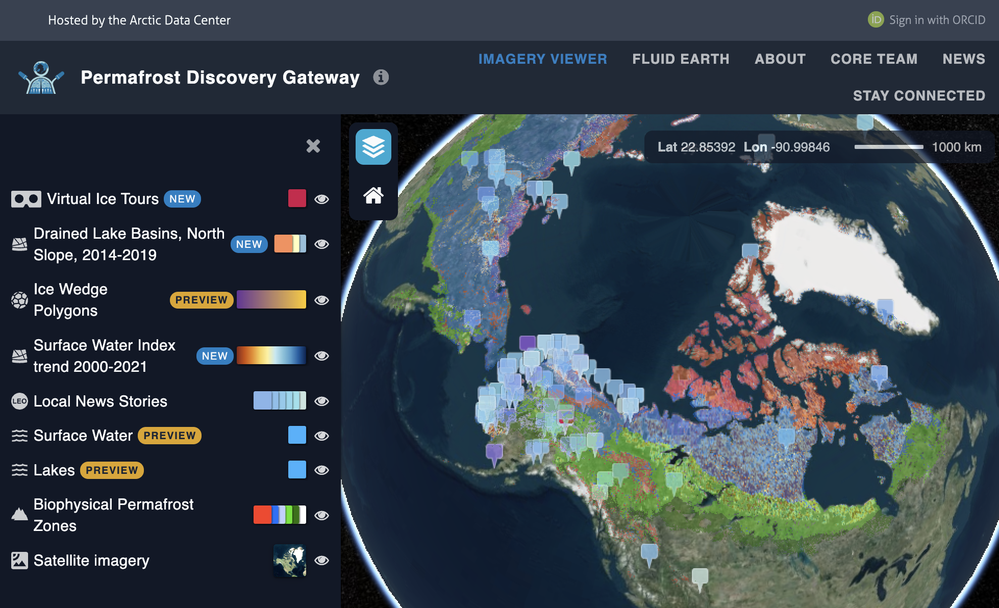 Hosted by the Arctic Data Center
iD Sign in with ORCID
Permafrost Discovery Gateway i
IMAGERY VIEWER FLUID EARTH ABOUT CORE TEAM NEWS
STAY CONNECTED
Lat 22.85392 Lon -90.99846 1000 km
Virtual Ice Tours NEW
Drained Lake Basins, North
Slope, 2014-2019 NEW
Ice Wedge
Polygons PREVIEW
Surface Water Index
trend 2000-2021 NEW
LEO Local News Stories
Surface Water PREVIEW
Lakes PREVIEW
Biophysical Permafrost
Zones
Satellite imagery